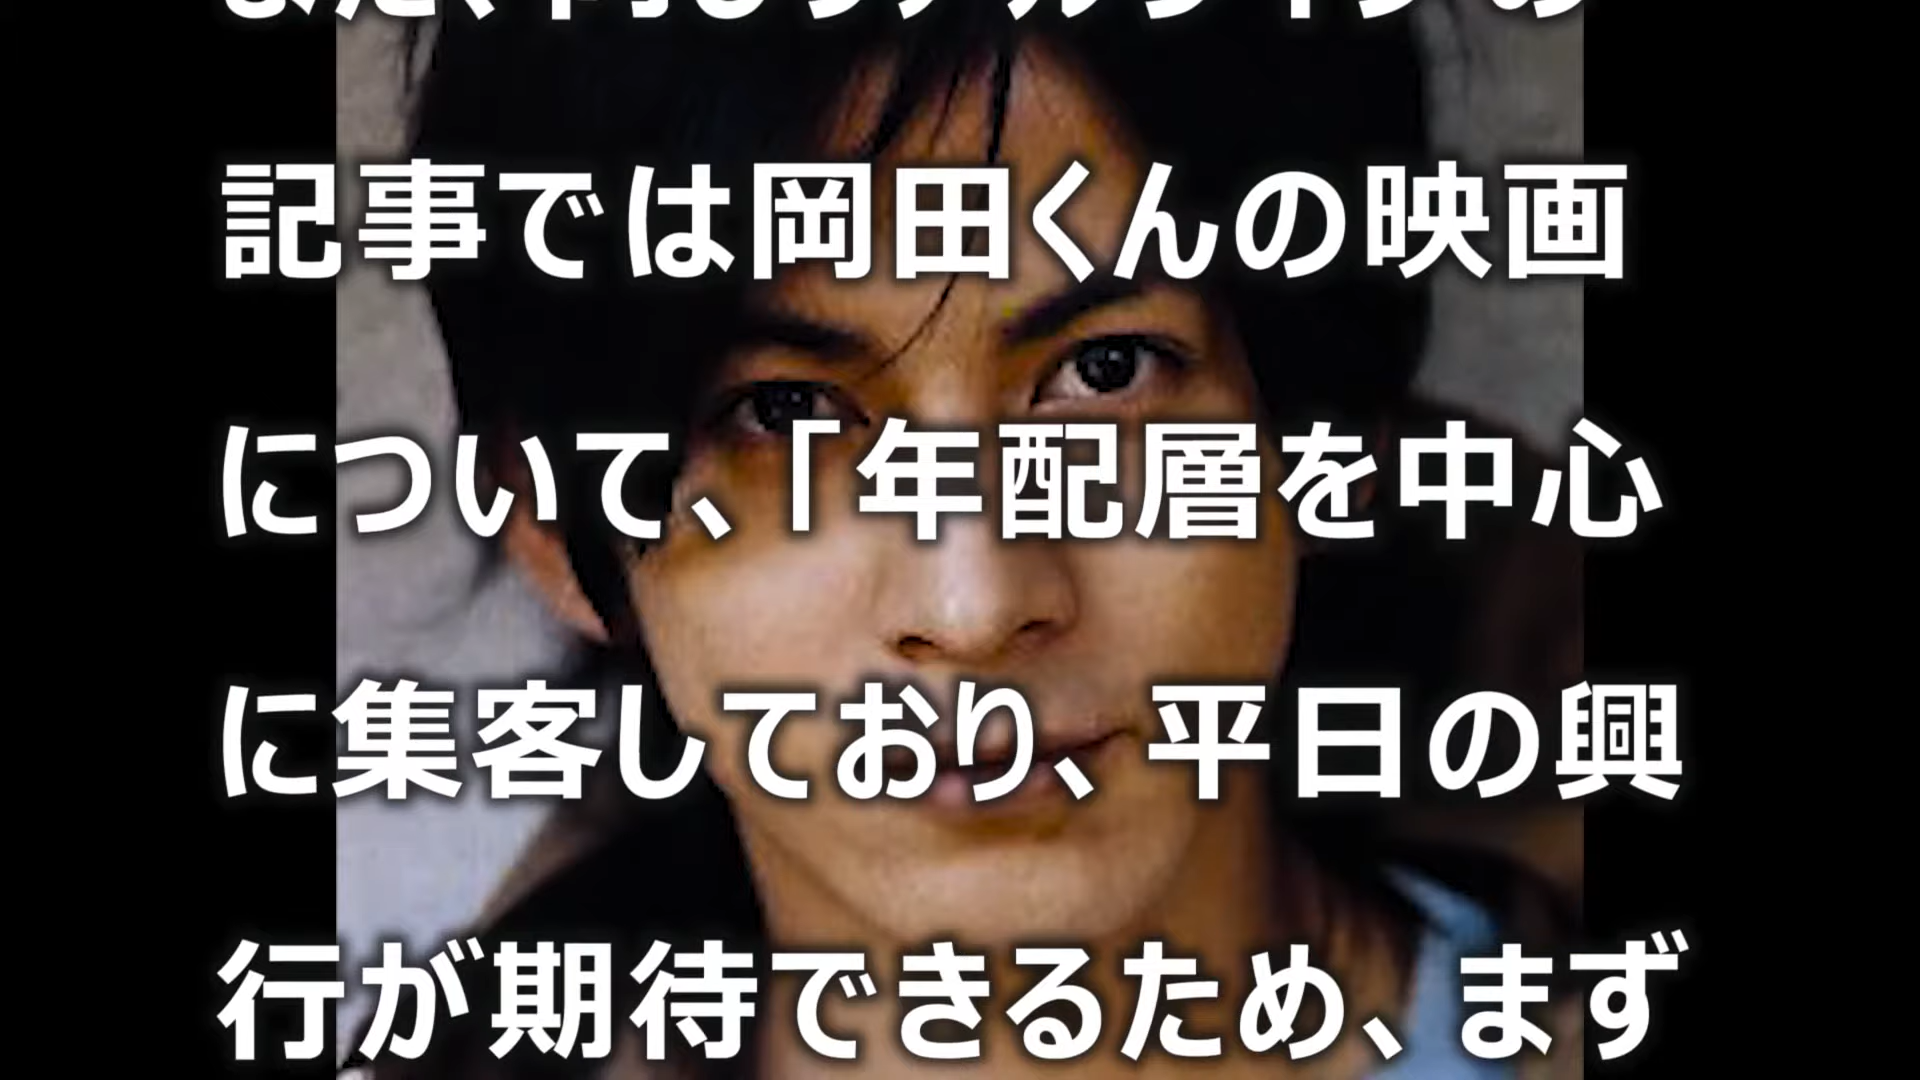 記事では岡田くんの映画
について、「年配層を中心
に集客しており、平日の興
行が期待できるため、まず